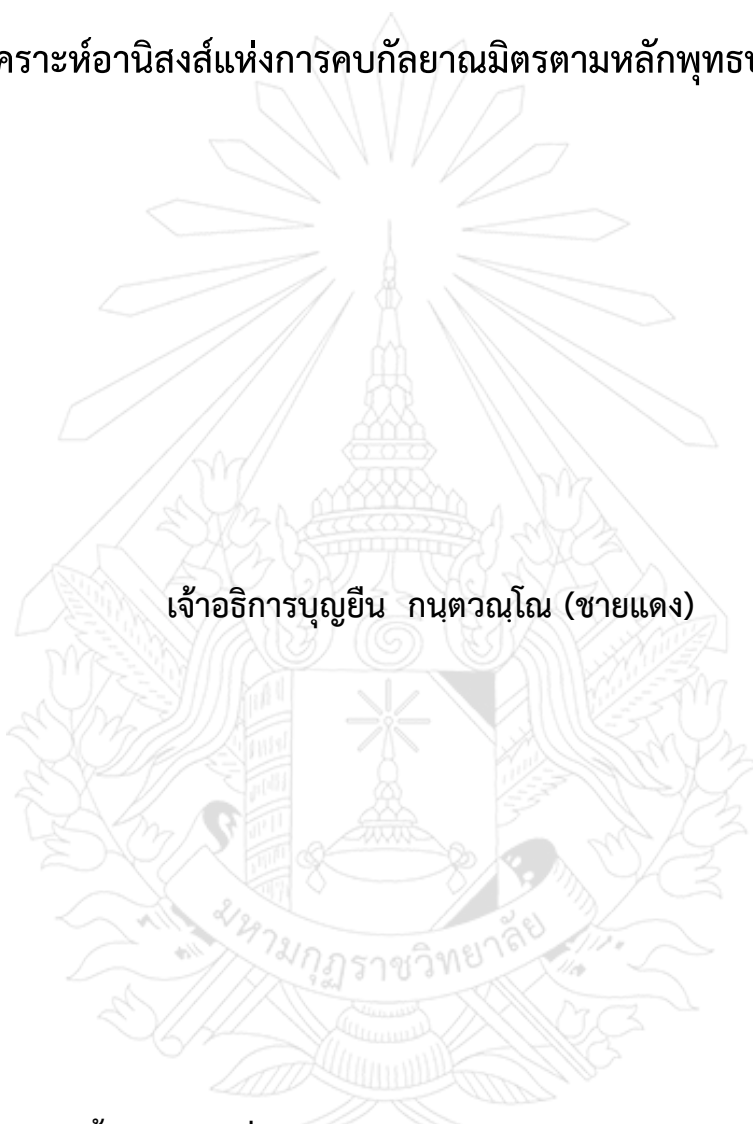 คราะห์อานิสงส์แห่งการคบกัลยาณมิตรตามหลักพุทธ
เจ้าอธิการบุญยืน กนฺตวณฺโณ (ชายแดง)
มหามกุฏราชวิทยาลัย